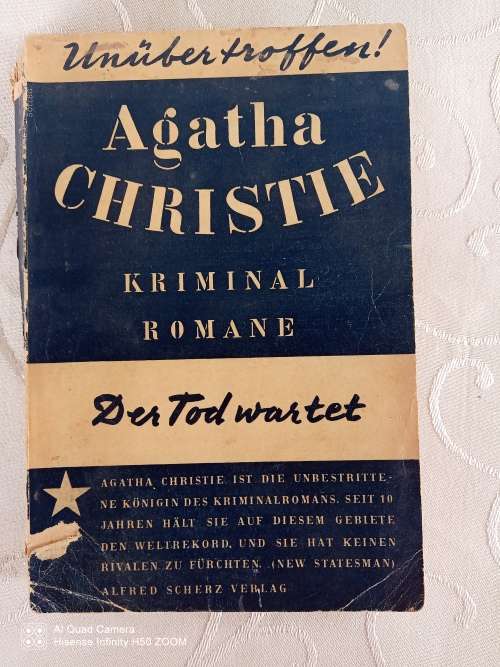 Unübertroffen!
Agatha
CHRISTIE
KRIMINAL
ROMANE
Der Tod wartet
AGATHA CHRISTIE IST DIE UNBESTRITTE-
NE KÖNIGIN DES KRIMINALROMANS. SEIT 10
JAHREN HÄLT SIE AUF DIESEM GEBIETE
DEN WELTREKORD, UND SIE HAT KEINEN
RIVALEN ZU FÜRCHTEN. (NEW STATESMAN)
ALFRED SCHERZ VERLAG
AI Quad Camera
Hisense Infinity H50 ZOOM